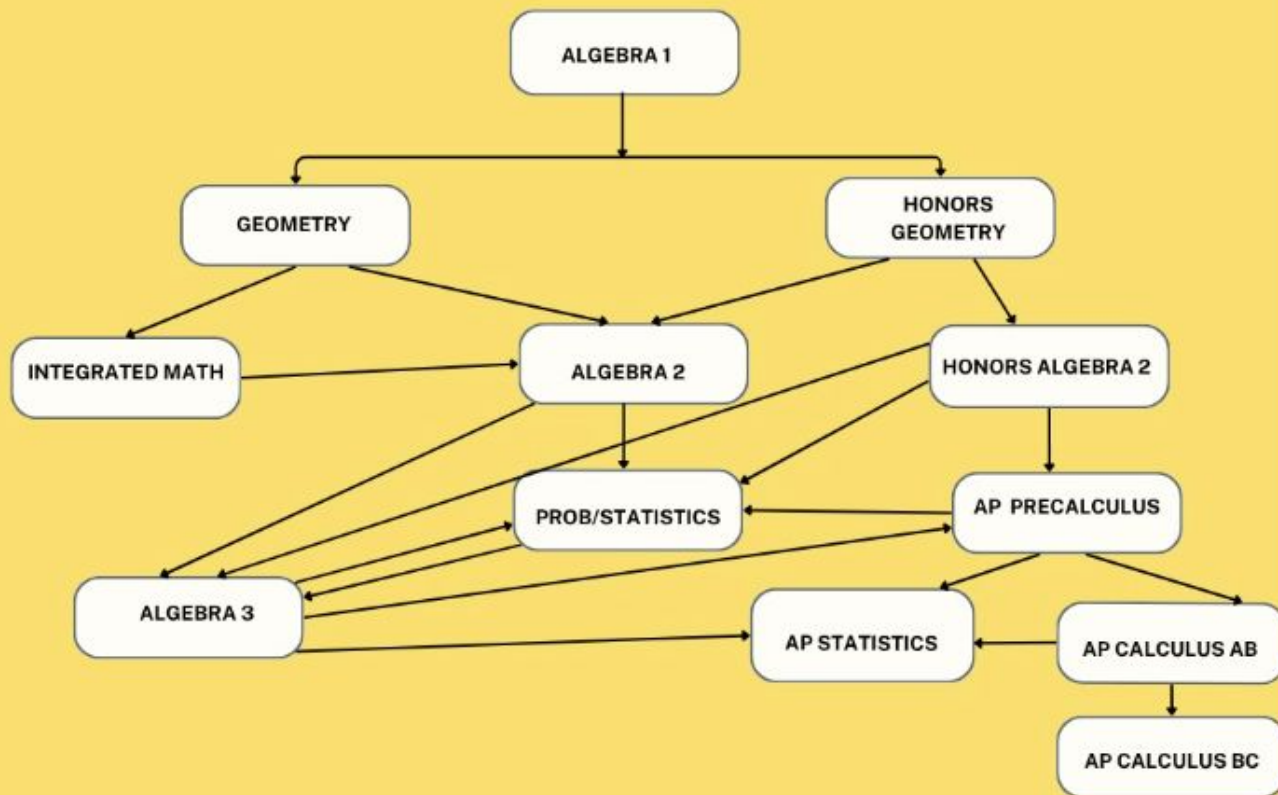 ALGEBRA 1
GEOMETRY
HONORS
GEOMETRY
INTEGRATED MATH
ALGEBRA 2
HONORS ALGEBRA 2
PROB/STATISTICS
AP PRECALCULUS
ALGEBRA 3
AP STATISTICS
AP CALCULUS AB
AP CALCULUS BC